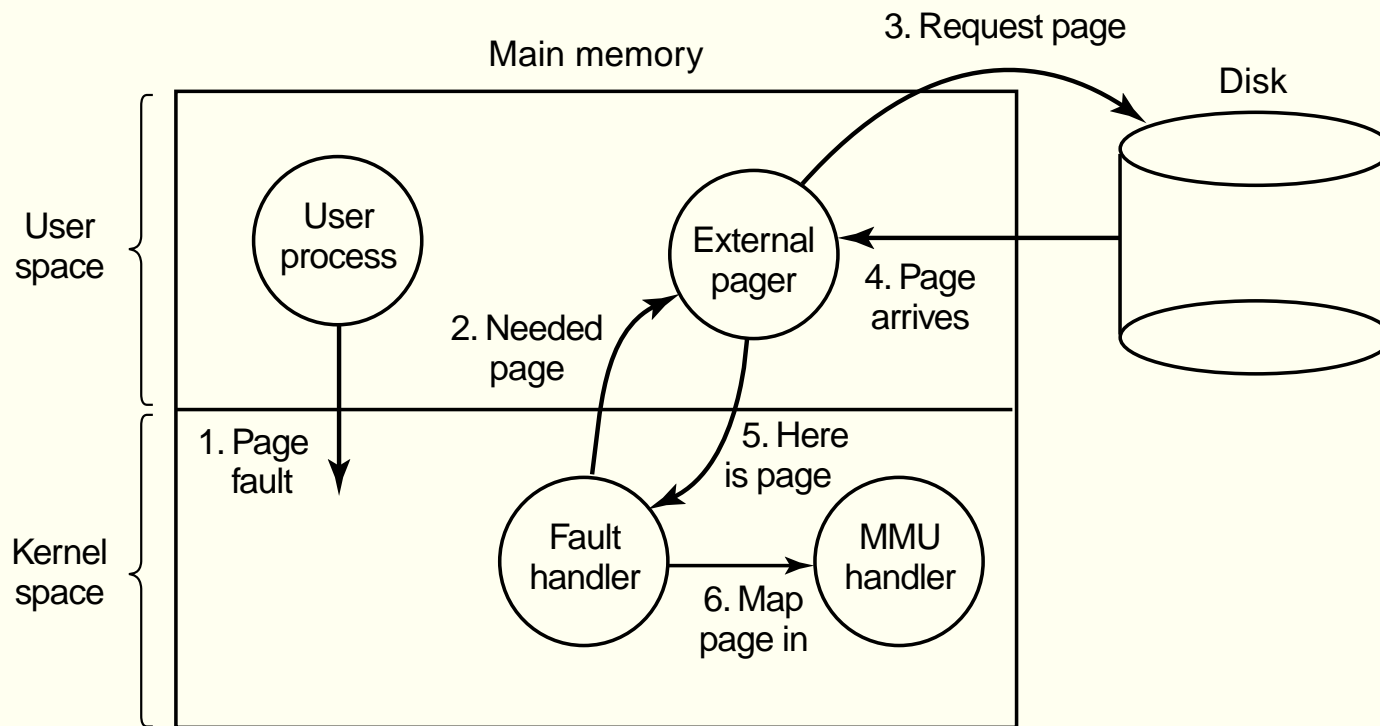 3. Request page
Main memory
Disk
User
space
User
process
External
pager
4. Page
arrives
2. Needed
page
1. Page
fault
5. Here
is page
Kernel
space
Fault
handler
MMU
handler
6. Map
page in